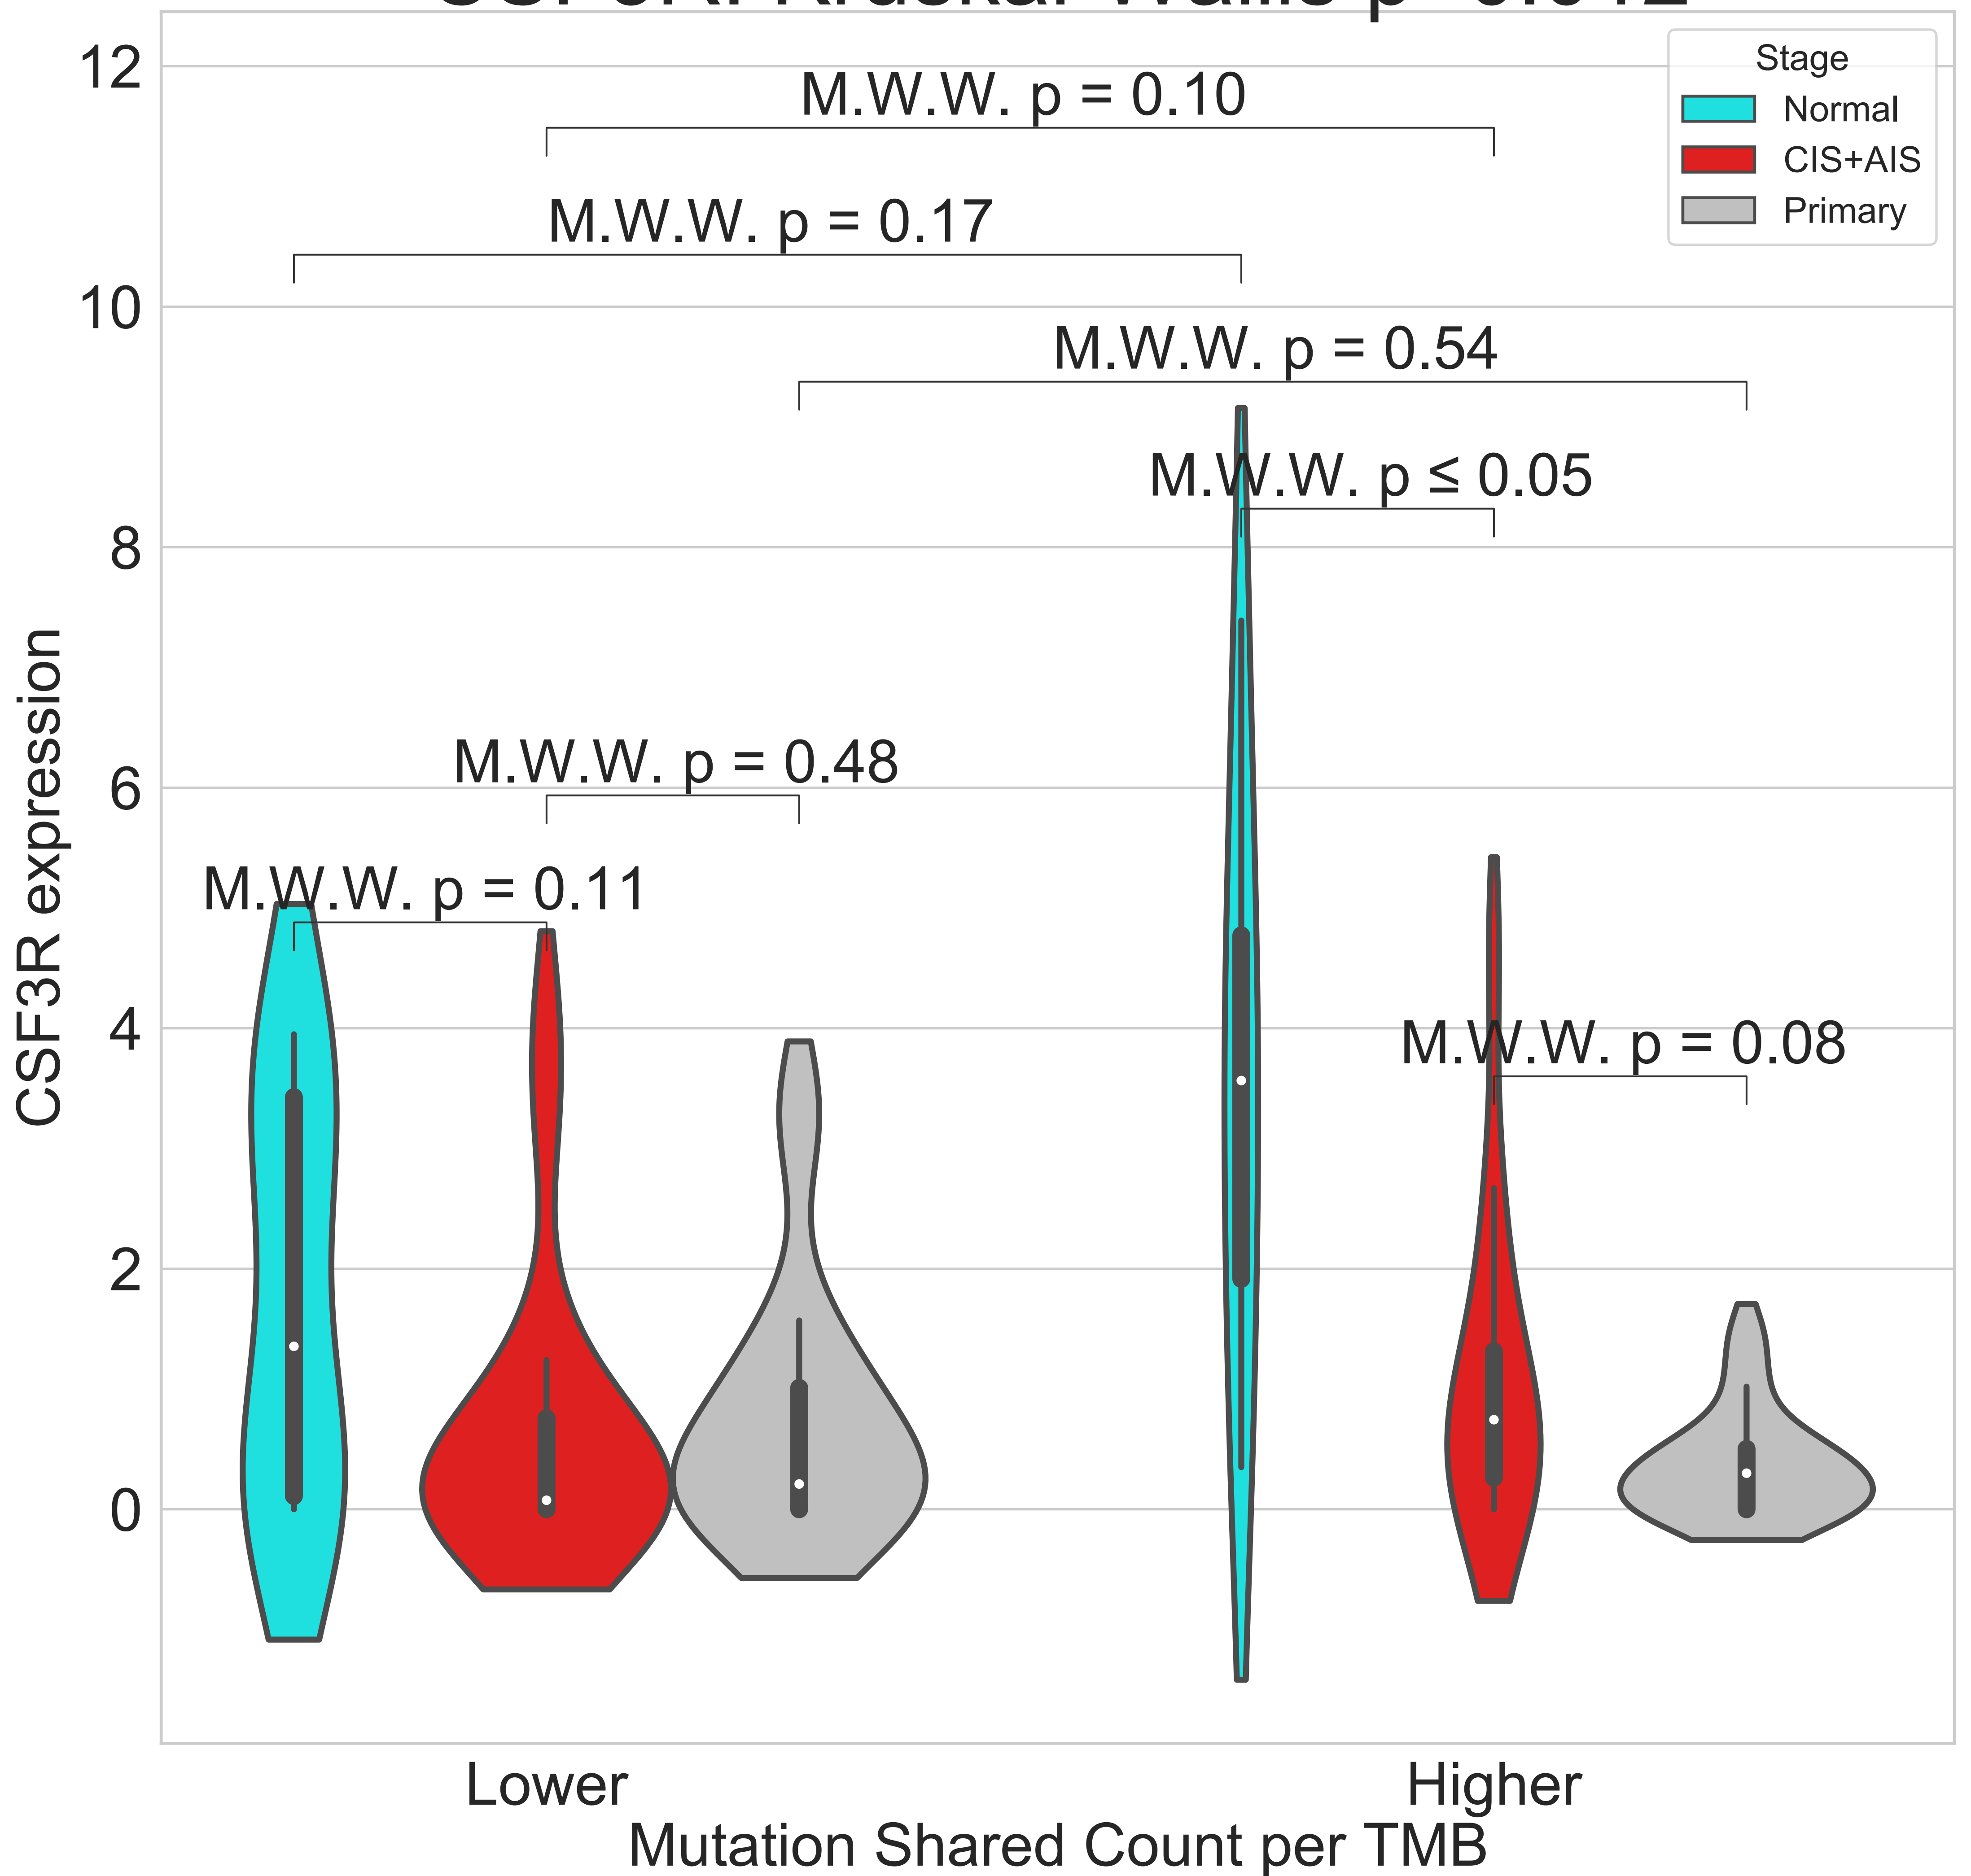 12
10
8
6
4
2
0
CSF3R expression
Stage
Normal
CIS+AIS
Primary
M.W.W. p = 0.10
M.W.W. p = 0.17
M.W.W. p = 0.54
M.W.W. p ≤ 0.05
M.W.W. p = 0.48
M.W.W. p = 0.11
M.W.W. p = 0.08
Lower
Higher
Mutation Shared Count per TMB